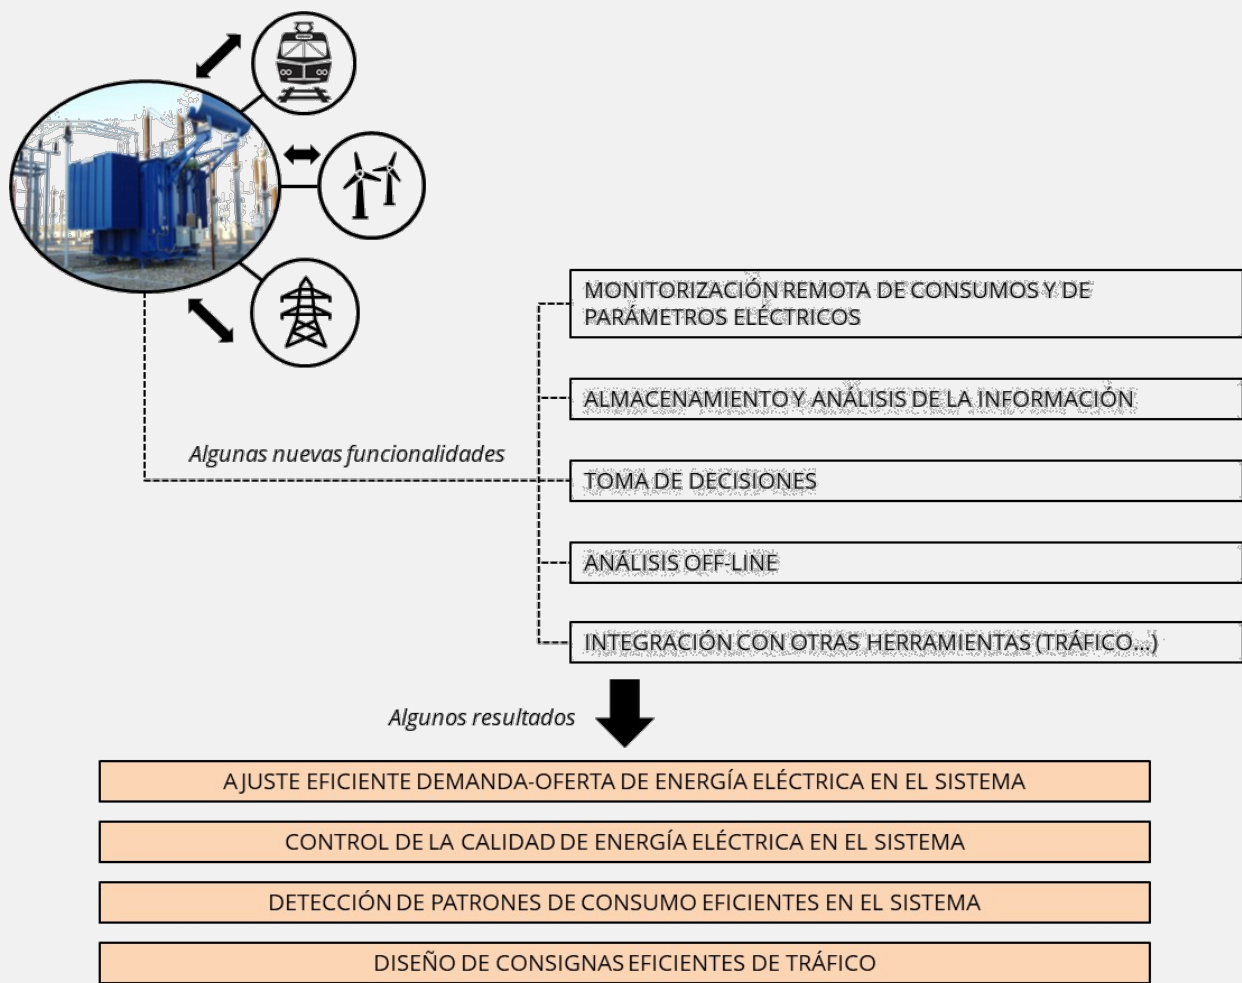 MONITORIZACIÓN REMOTA DE CONSUMOS Y DE
PARÁMETROS ELÉCTRICOS
ALMACENAMIENTO Y ANÁLISIS DE LA INFORMACIÓN
Algunas nuevas funcionalidades
TOMA DE DECISIONES
ANÁLISIS OFF-LINE
INTEGRACIÓN CON OTRAS HERRAMIENTAS (TRÁFICO...)
Algunos resultados
AJUSTE EFICIENTE DEMANDA-OFERTA DE ENERGÍA ELÉCTRICA EN EL SISTEMA
CONTROL DE LA CALIDAD DE ENERGÍA ELÉCTRICA EN EL SISTEMA
DETECCIÓN DE PATRONES DE CONSUMO EFICIENTES EN EL SISTEMA
DISEÑO DE CONSIGNAS EFICIENTES DE TRÁFICO